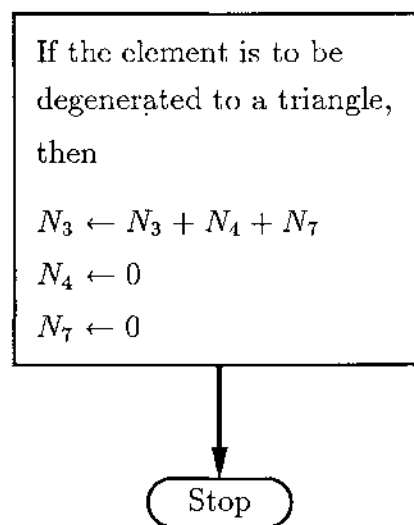 If the element is to be
degenerated to a triangle,
then
N₃ ← N₃ + N₄ + N₇
N₄ ← 0
N₇ ← 0
Stop